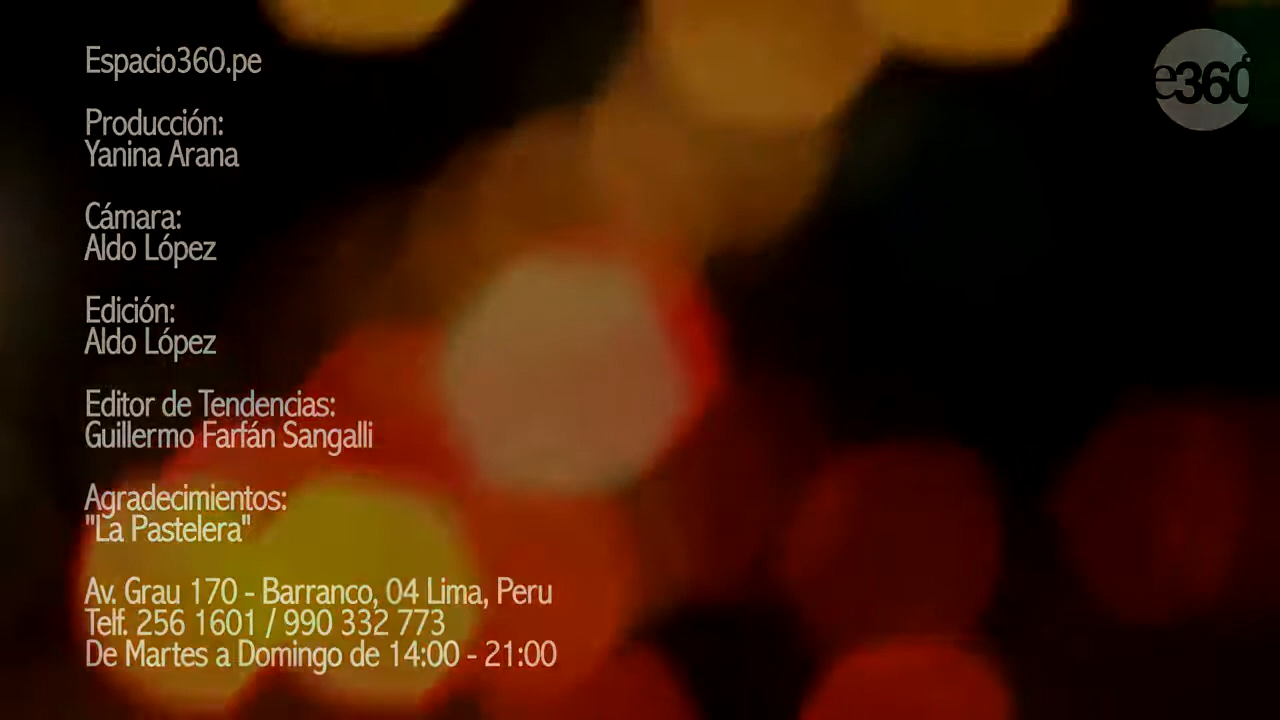 Espacio360.pe
e360°
Producción:
Yanina Arana
Cámara:
Aldo López
Edición:
Aldo López
Editor de Tendencias:
Guillermo Farfán Sangalli
Agradecimientos:
"La Pastelera"
Av. Grau 170 - Barranco, 04 Lima, Peru
Telf. 256 1601 / 990 332 773
De Martes a Domingo de 14:00 - 21:00